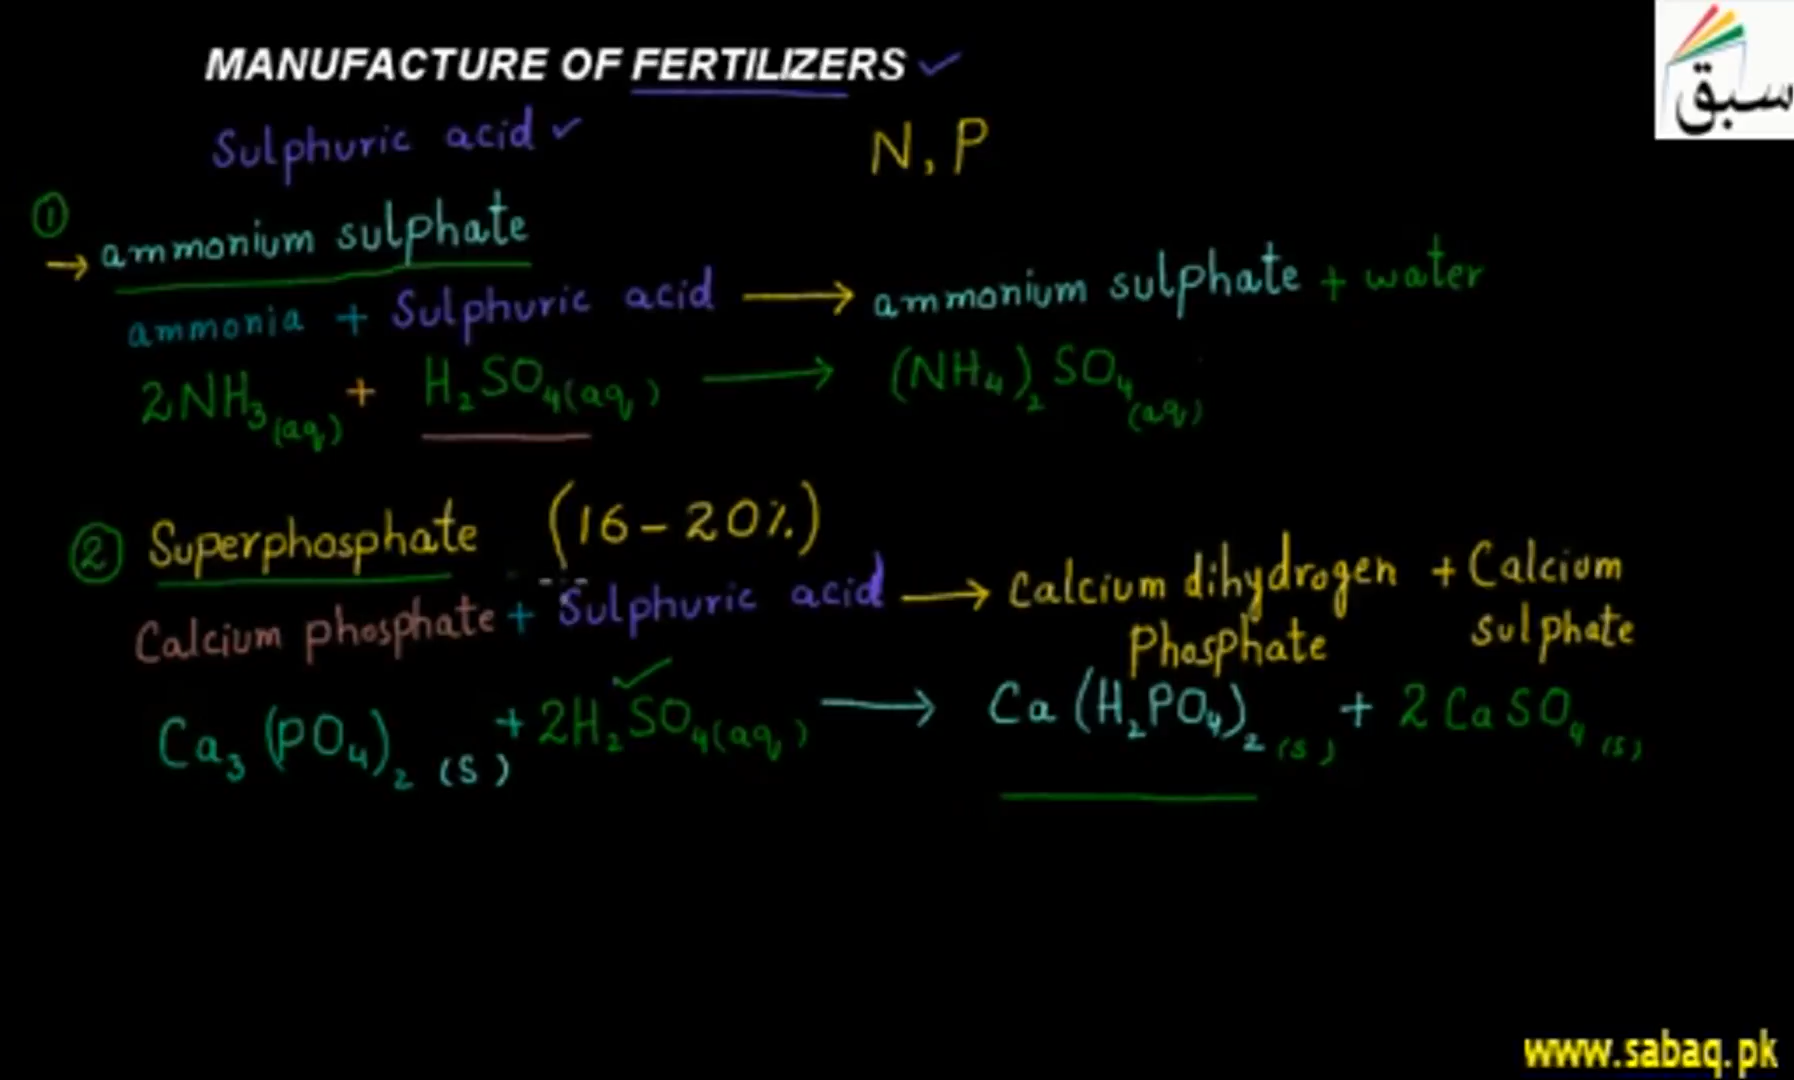 MANUFACTURE OF FERTILIZERS
سبق
Sulphuric acid
N, P
① ammonium sulphate
ammonia + Sulphuric acid → ammonium sulphate + water
2NH₃(aq) + H₂SO₄(aq) → (NH₄)₂SO₄(aq)
② Superphosphate (16-20%)
Calcium phosphate + Sulphuric acid → Calcium dihydrogen Phosphate + Calcium sulphate
Ca₃(PO₄)₂(s) + 2H₂SO₄(aq) → Ca(H₂PO₄)₂(s) + 2CaSO₄(s)
www.sabaq.pk